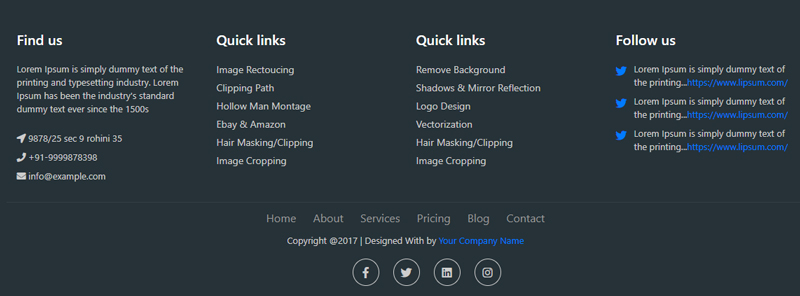 Find us
Lorem Ipsum is simply dummy text of the
printing and typesetting industry. Lorem
Ipsum has been the industry's standard
dummy text ever since the 1500s
9878/25 sec 9 rohini 35
+91-9999878398
info@example.com
Quick links
Image Rectoucing
Clipping Path
Hollow Man Montage
Ebay & Amazon
Hair Masking/Clipping
Image Cropping
Quick links
Remove Background
Shadows & Mirror Reflection
Logo Design
Vectorization
Hair Masking/Clipping
Image Cropping
Follow us
Lorem Ipsum is simply dummy text of
the printing...https://www.lipsum.com/
Lorem Ipsum is simply dummy text of
the printing...https://www.lipsum.com/
Lorem Ipsum is simply dummy text of
the printing...https://www.lipsum.com/
Home About Services Pricing Blog Contact
Copyright @2017 | Designed With by Your Company Name